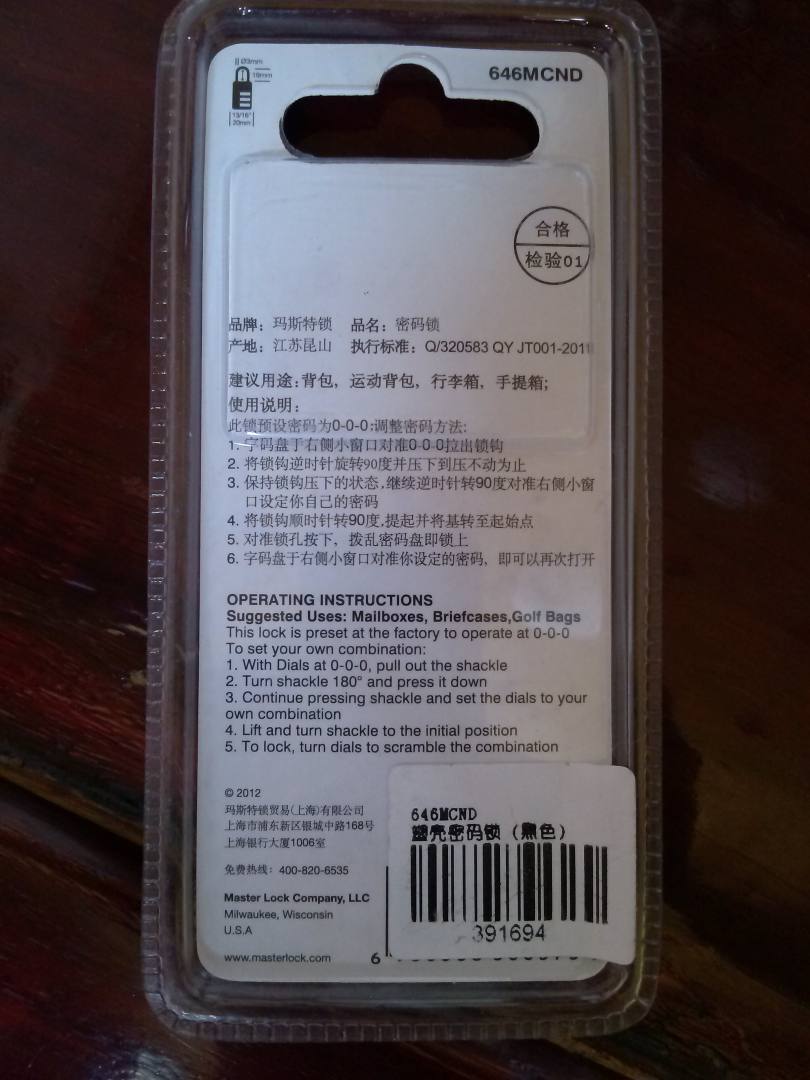 Ø3mm
19mm
13/16"
20mm
646MCND
合格
检验01
品牌：玛斯特锁 品名：密码锁
产地：江苏昆山 执行标准：Q/320583 QY JT001-2011
建议用途：背包，运动背包，行李箱，手提箱；
使用说明：
此锁预设密码为0-0-0:调整密码方法:
1. 字码盘于右侧小窗口对准0-0-0拉出锁钩
2. 将锁钩逆时针旋转90度并压下到压不动为止
3. 保持锁钩压下的状态,继续逆时针转90度对准右侧小窗
口设定你自己的密码
4. 将锁钩顺时针转90度,提起并将基转至起始点
5. 对准锁孔按下，拨乱密码盘即锁上
6. 字码盘于右侧小窗口对准你设定的密码，即可以再次打开
OPERATING INSTRUCTIONS
Suggested Uses: Mailboxes, Briefcases,Golf Bags
This lock is preset at the factory to operate at 0-0-0
To set your own combination:
1. With Dials at 0-0-0, pull out the shackle
2. Turn shackle 180° and press it down
3. Continue pressing shackle and set the dials to your
own combination
4. Lift and turn shackle to the initial position
5. To lock, turn dials to scramble the combination
© 2012
玛斯特锁贸易(上海)有限公司
上海市浦东新区银城中路168号
上海银行大厦1006室
免费热线：400-820-6535
Master Lock Company, LLC
Milwaukee, Wisconsin
U.S.A
www.masterlock.com
646MCND
塑壳密码锁（黑色）
391694
6